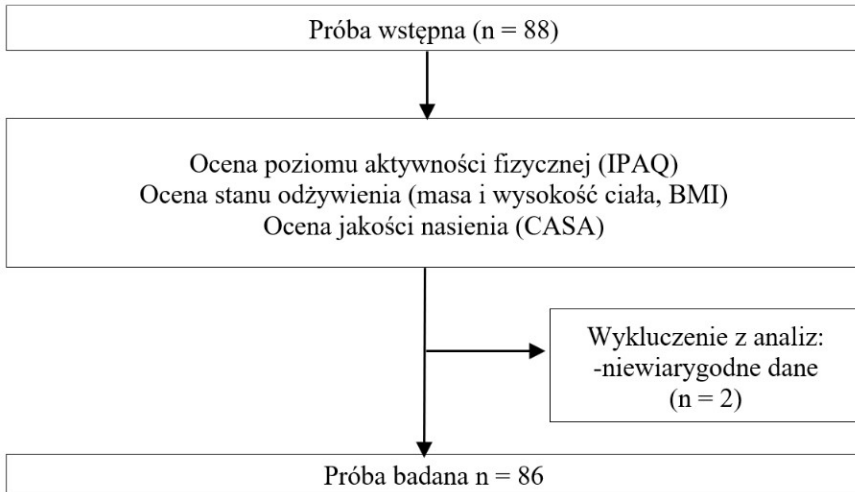 Próba wstępna (n = 88)
Ocena poziomu aktywności fizycznej (IPAQ)
Ocena stanu odżywienia (masa i wysokość ciała, BMI)
Ocena jakości nasienia (CASA)
Wykluczenie z analiz:
-niewiarygodne dane
(n = 2)
Próba badana n = 86